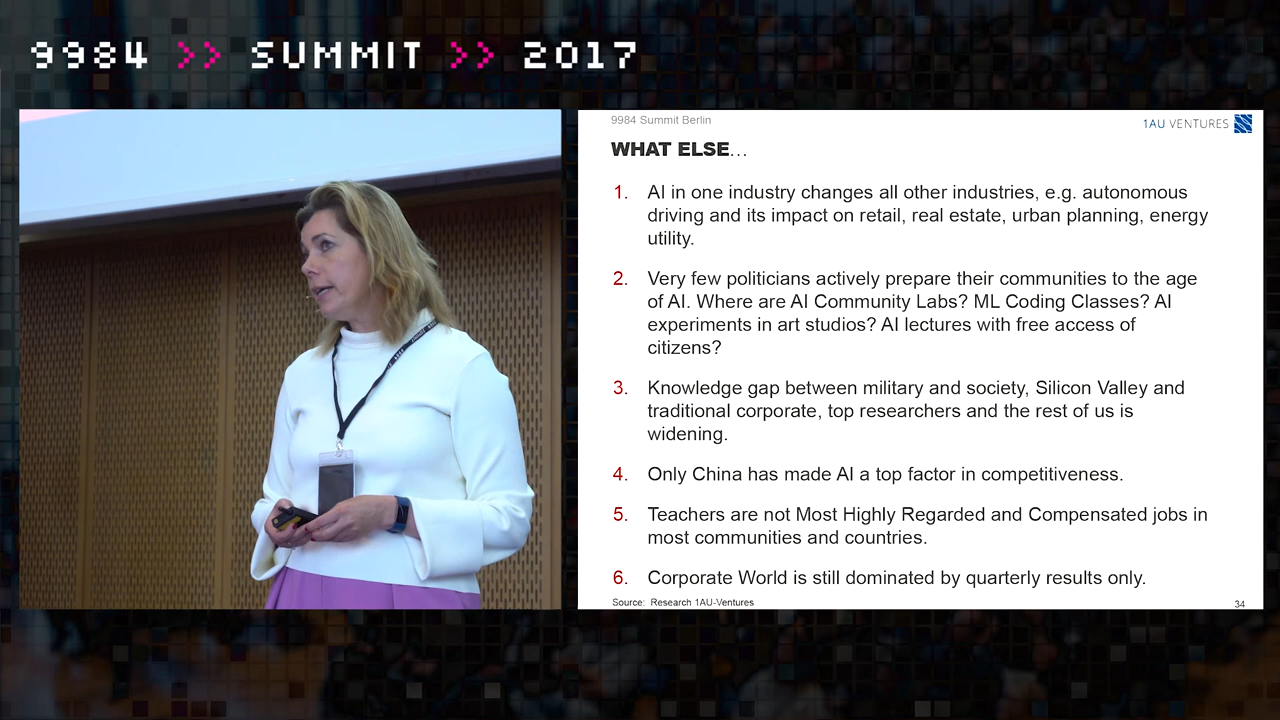 9984 >> SUMMIT >> 2017
9984 Summit Berlin
1AU VENTURES
WHAT ELSE…
1. AI in one industry changes all other industries, e.g. autonomous
driving and its impact on retail, real estate, urban planning, energy
utility.
2. Very few politicians actively prepare their communities to the age
of AI. Where are AI Community Labs? ML Coding Classes? AI
experiments in art studios? AI lectures with free access of
citizens?
3. Knowledge gap between military and society, Silicon Valley and
traditional corporate, top researchers and the rest of us is
widening.
4. Only China has made AI a top factor in competitiveness.
5. Teachers are not Most Highly Regarded and Compensated jobs in
most communities and countries.
6. Corporate World is still dominated by quarterly results only.
Source: Research 1AU-Ventures
34